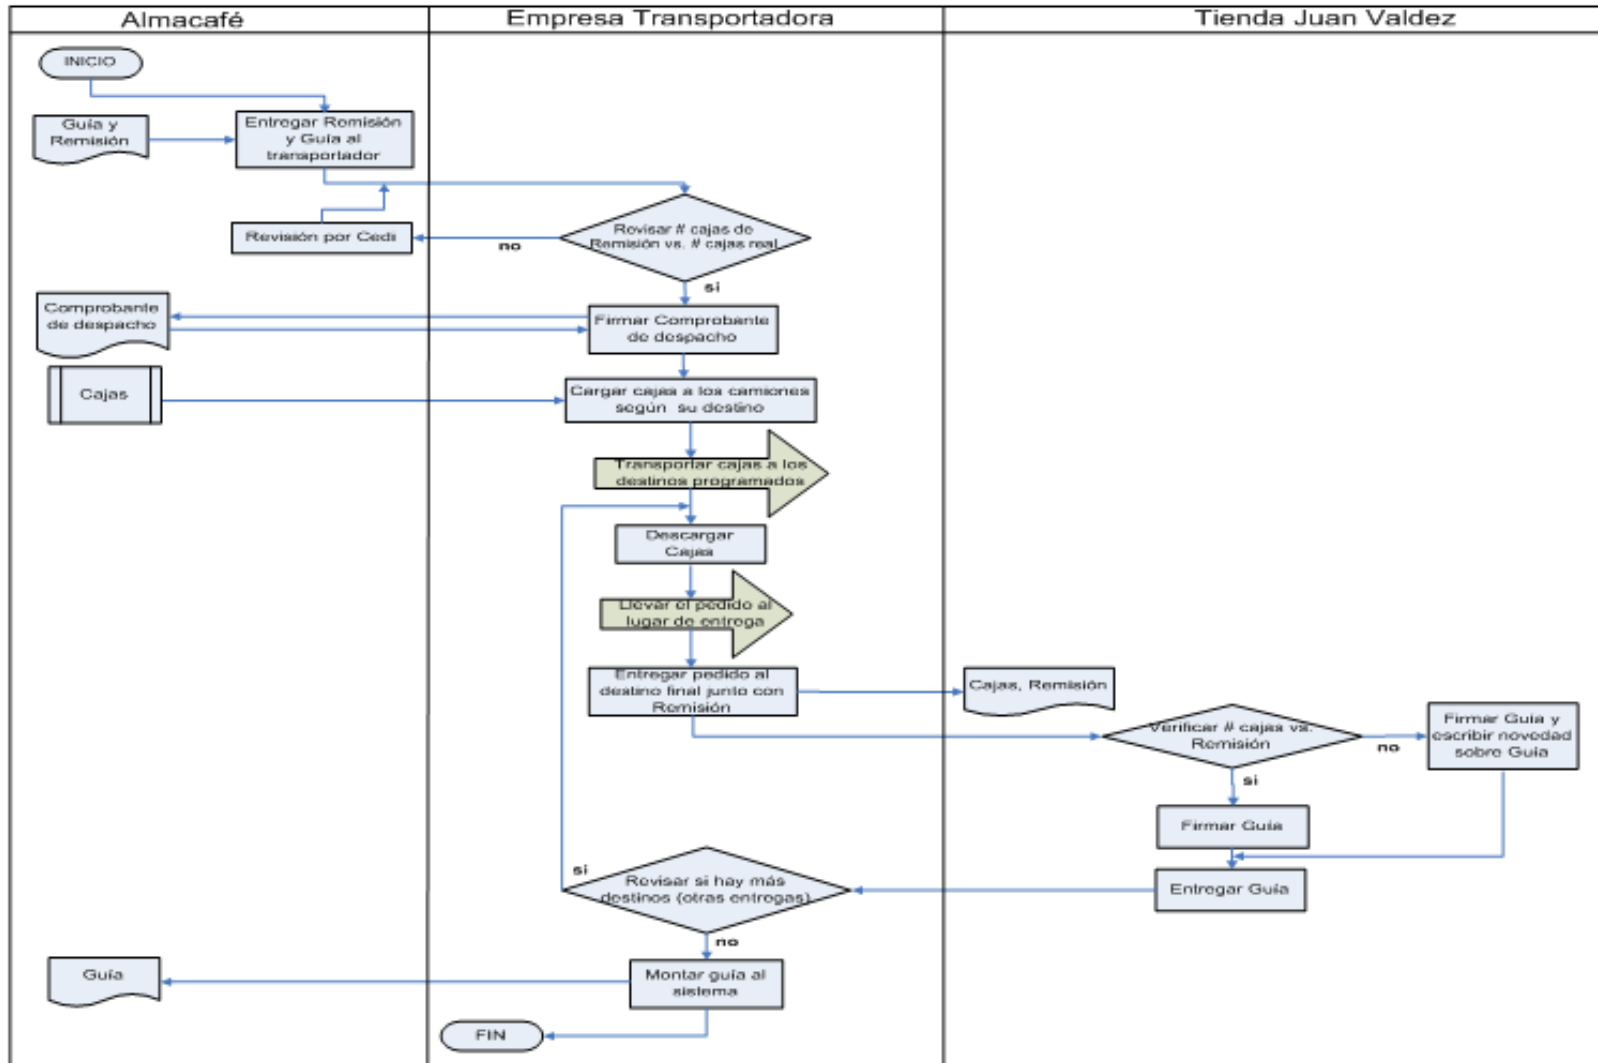 Almacafé
Empresa Transportadora
Tienda Juan Valdez
INICIO
Guía y
Remisión
Entregar Remisión
y Guía al
transportador
Revisión por Cedi
no
Revisar # cajas de
Remisión vs. # cajas real
si
Comprobante
de despacho
Firmar Comprobante
de despacho
Cajas
Cargar cajas a los camiones
según su destino
Transportar cajas a los
destinos programados
Descargar
Cajas
Llevar el pedido al
lugar de entrega
Entregar pedido al
destino final junto con
Remisión
Cajas, Remisión
Verificar # cajas vs.
Remisión
no
Firmar Guía y
escribir novedad
sobre Guía
si
Firmar Guía
Entregar Guía
si
Revisar si hay más
destinos (otras entregas)
no
Guía
Montar guía al
sistema
FIN